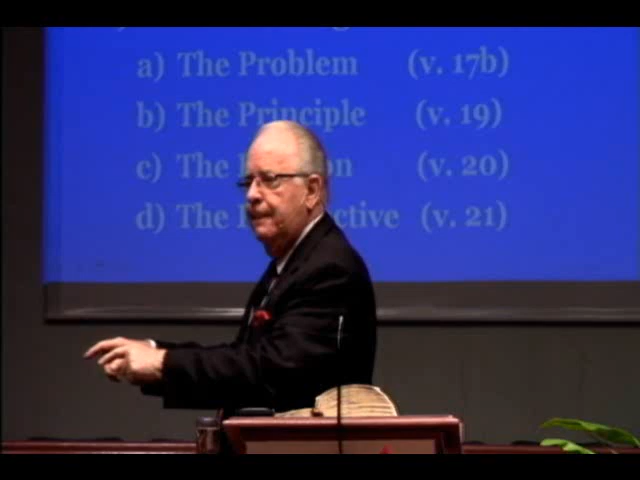 a) The Problem (v. 17b)
b) The Principle (v. 19)
c) The (v. 20)
d) The (v. 21)